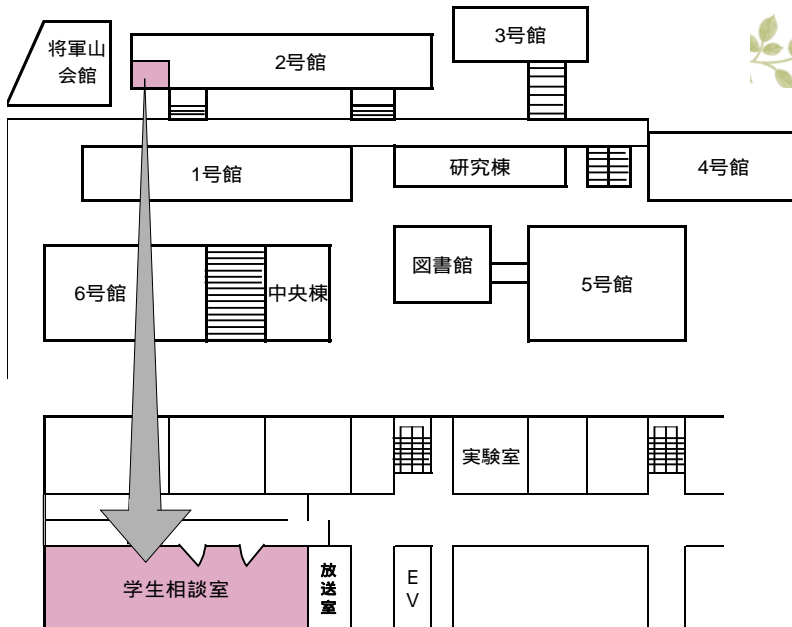 将軍山
会館
2号館
3号館
1号館
研究棟
4号館
6号館
中央棟
図書館
5号館
実験室
学生相談室
放送室
EV